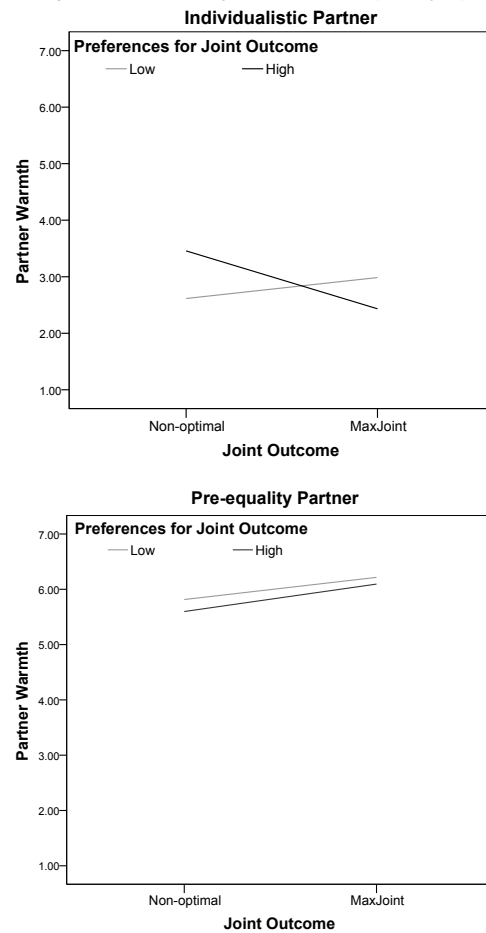 Individualistic Partner
Preferences for Joint Outcome
Low High
7.00
6.00
5.00
4.00
3.00
2.00
1.00
Partner Warmth
Non-optimal MaxJoint
Joint Outcome
Pre-equality Partner
Preferences for Joint Outcome
Low High
7.00
6.00
5.00
4.00
3.00
2.00
1.00
Partner Warmth
Non-optimal MaxJoint
Joint Outcome